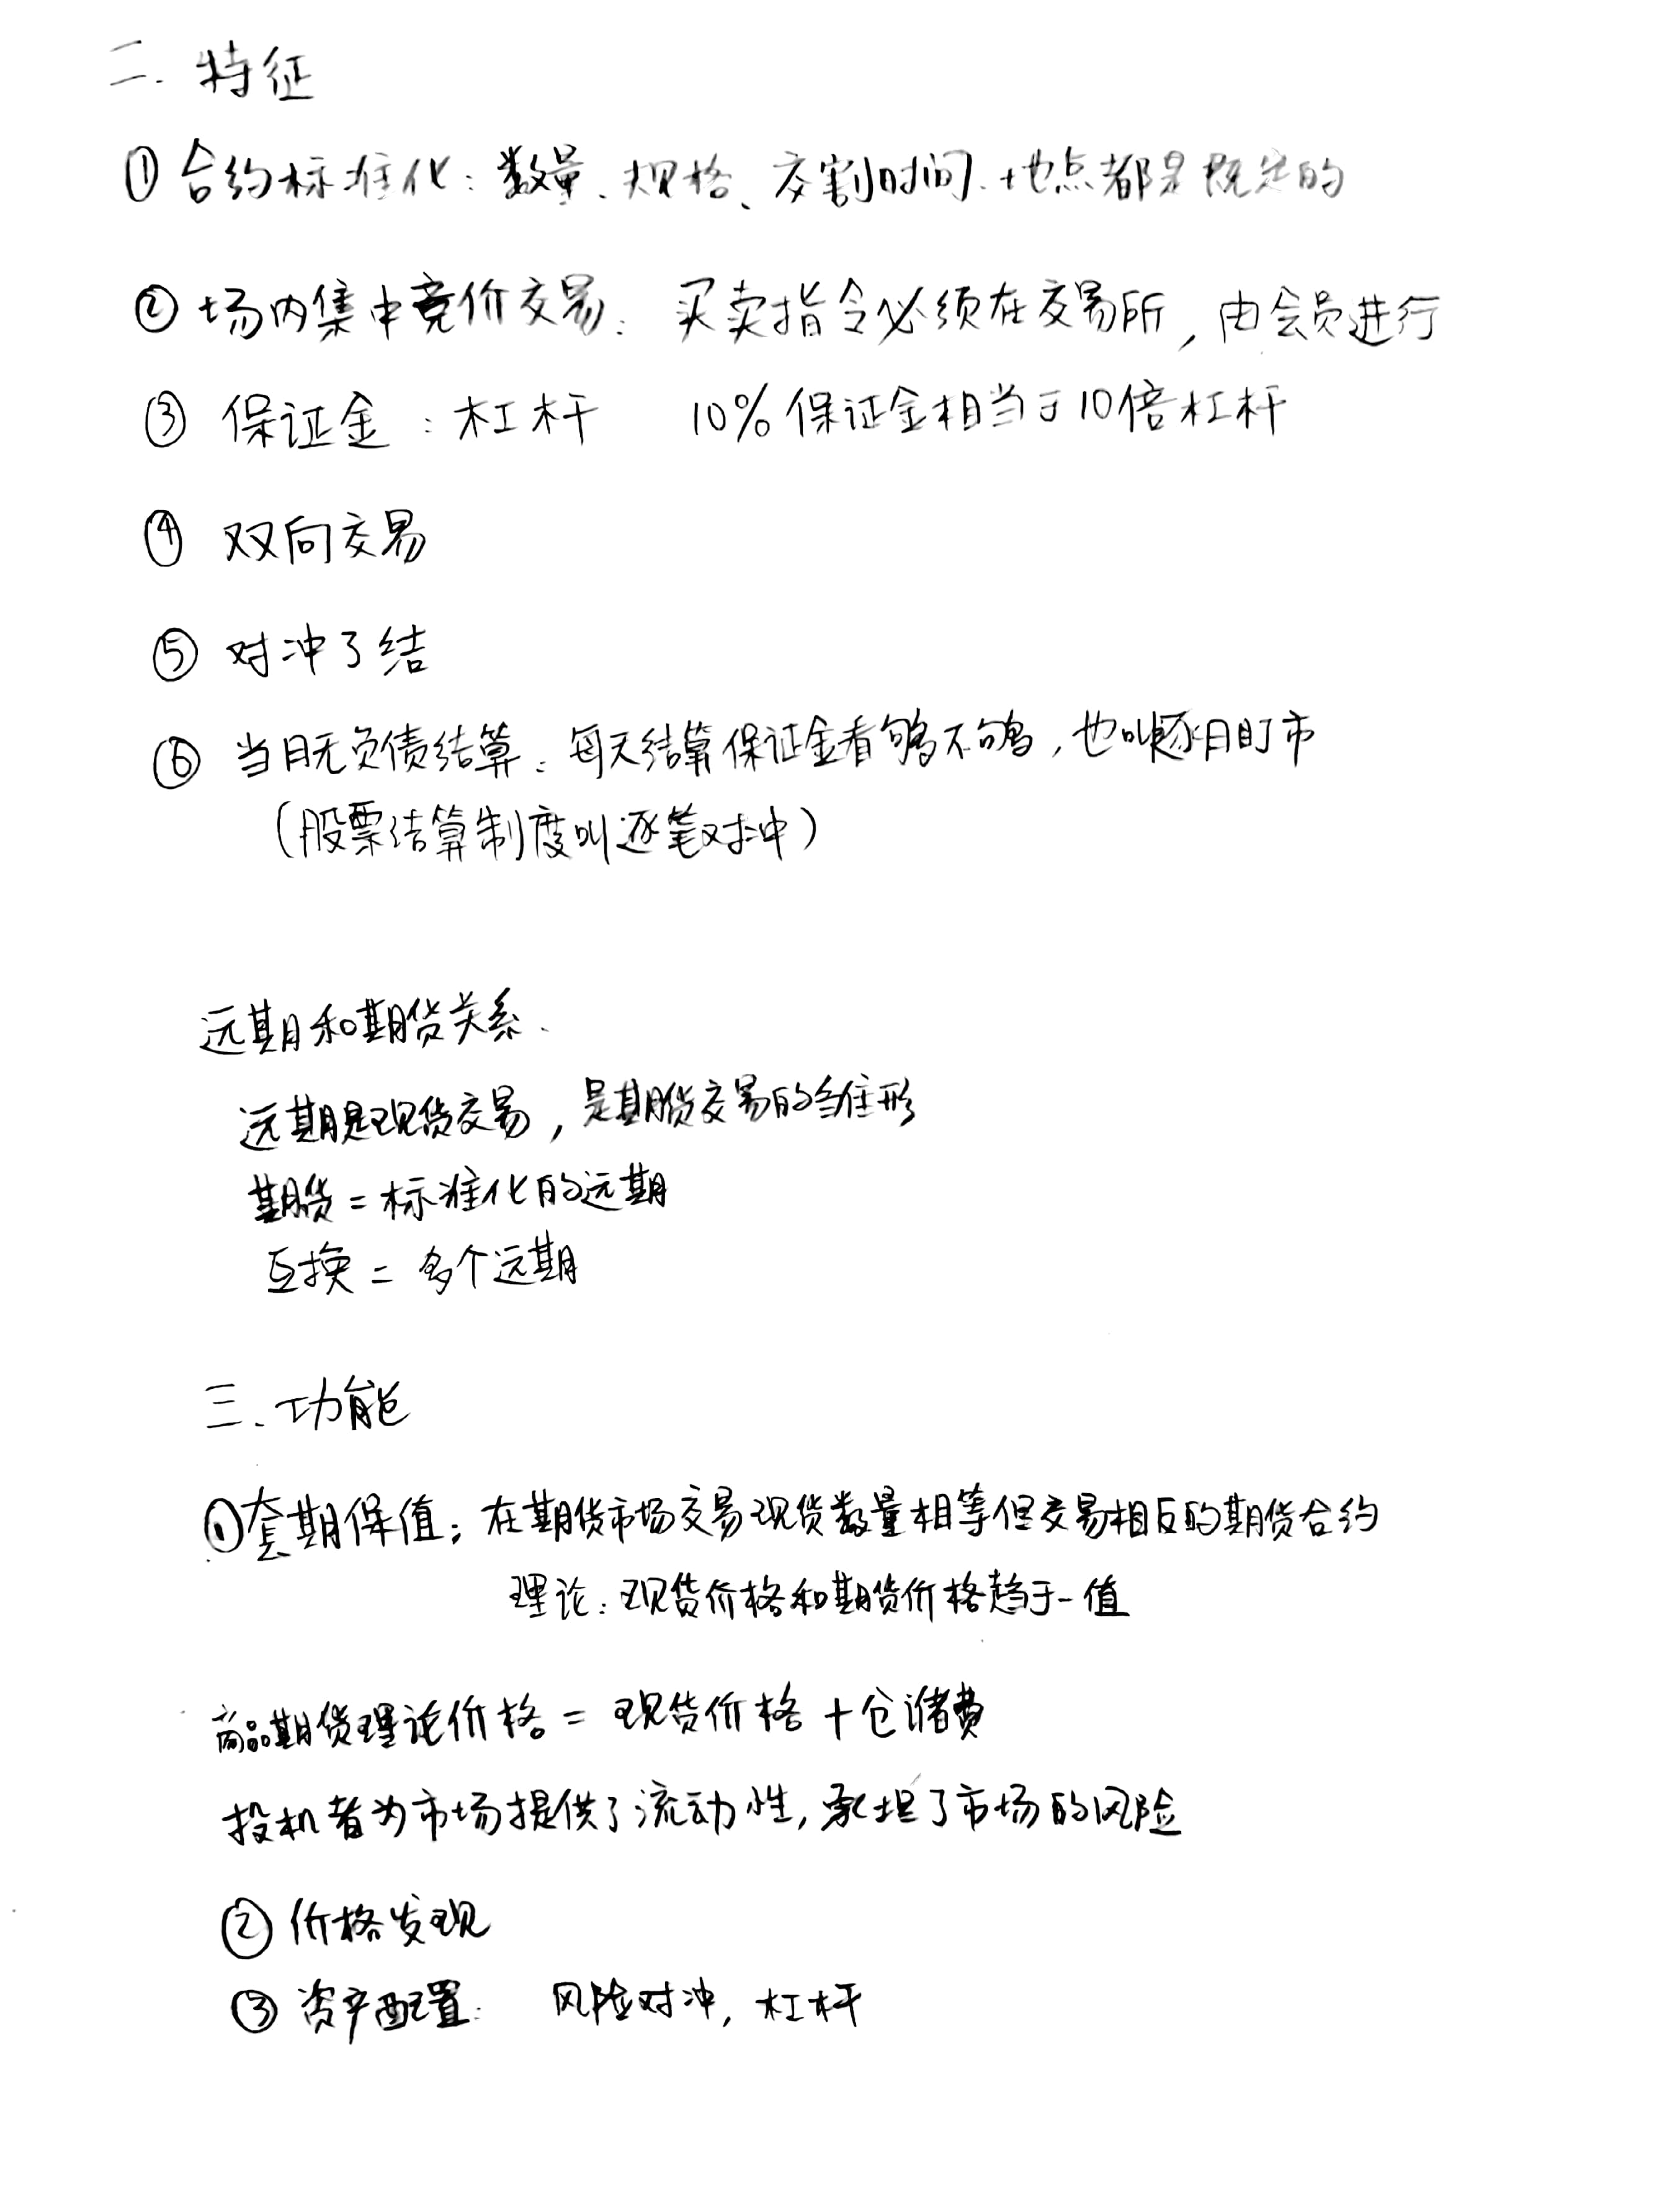 二. 特征
① 合约标准化: 数量、规格、交割时间、地点都是既定的
② 场内集中竞价交易: 买卖指令必须在交易所, 由会员进行
③ 保证金: 杠杆 10%保证金相当于10倍杠杆
④ 双向交易
⑤ 对冲了结
⑥ 当日无负债结算: 每天结算保证金看够不够, 也叫逐日盯市
(股票结算制度叫逐笔对冲)
远期和期货关系.
远期是现货交易, 是期货交易的雏形
期货=标准化的远期
互换=多个远期
三. 功能
① 套期保值: 在期货市场交易现货数量相等但交易相反的期货合约
理论: 现货价格和期货价格趋于一值
商品期货理论价格=现货价格+仓储费
投机者为市场提供了流动性, 承担了市场的风险
② 价格发现
③ 资产配置: 风险对冲, 杠杆